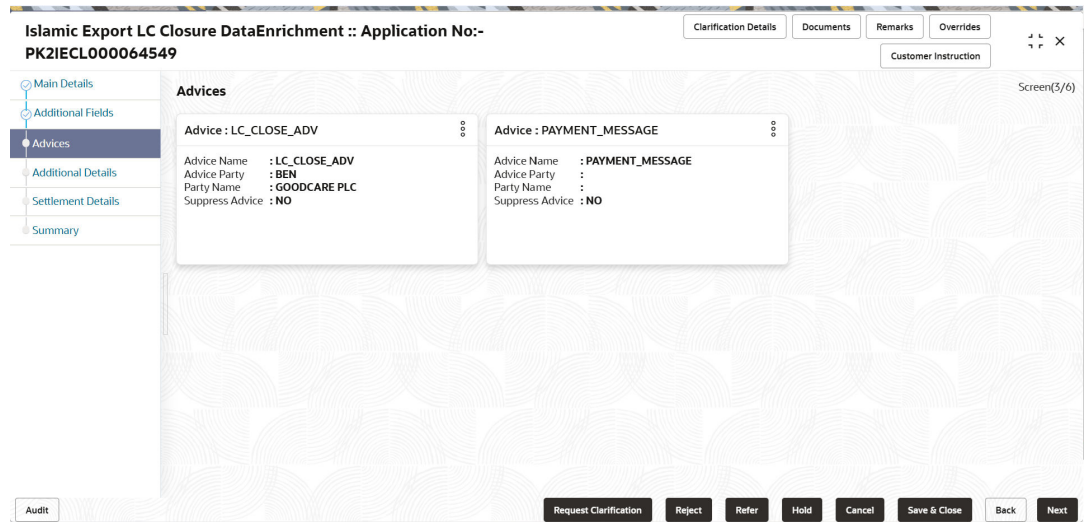 Islamic Export LC Closure DataEnrichment :: Application No:-
PK2IECL000064549
Clarification Details
Documents
Remarks
Overrides
Customer Instruction
Main Details
Additional Fields
Advices
Additional Details
Settlement Details
Summary
Advices
Screen(3/6)
Advice : LC_CLOSE_ADV
Advice Name : LC_CLOSE_ADV
Advice Party : BEN
Party Name : GOODCARE PLC
Suppress Advice : NO
Advice : PAYMENT_MESSAGE
Advice Name : PAYMENT_MESSAGE
Advice Party :
Party Name :
Suppress Advice : NO
Audit
Request Clarification
Reject
Refer
Hold
Cancel
Save & Close
Back
Next